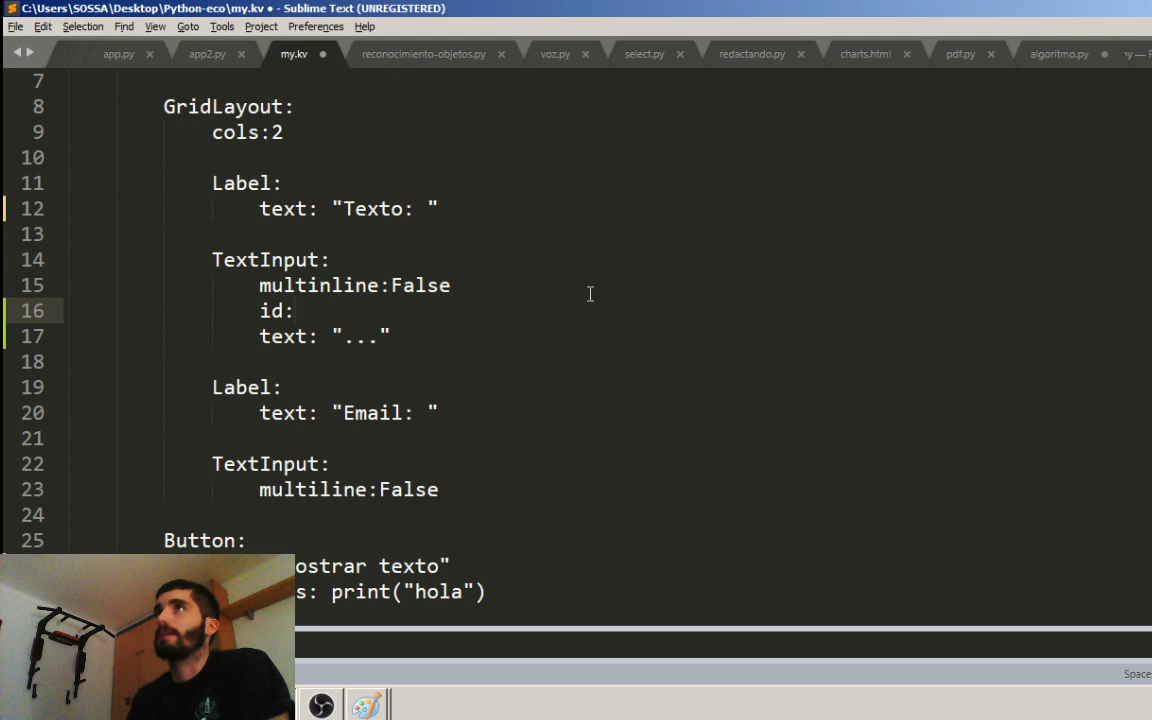 C:\Users\SOSSA\Desktop\Python-eco\my.kv • - Sublime Text (UNREGISTERED)
File Edit Selection Find View Goto Tools Project Preferences Help
app.py app2.py my.kv reconocimiento-objetos.py voz.py select.py redactando.py charts.html pdf.py algoritmo.py
7
8 GridLayout:
9 cols:2
10
11 Label:
12 text: "Texto: "
13
14 TextInput:
15 multinline:False
16 id:
17 text: "..."
18
19 Label:
20 text: "Email: "
21
22 TextInput:
23 multiline:False
24
25 Button:
ostrar texto"
s: print("hola")
Space